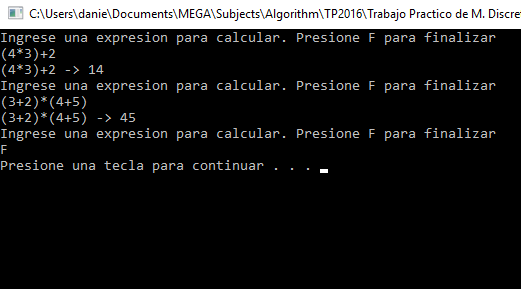 C:\Users\danie\Documents\MEGA\Subjects\Algorithm\TP2016\Trabajo Practico de M. Discre
Ingrese una expresion para calcular. Presione F para finalizar
(4*3)+2
(4*3)+2 -> 14
Ingrese una expresion para calcular. Presione F para finalizar
(3+2)*(4+5)
(3+2)*(4+5) -> 45
Ingrese una expresion para calcular. Presione F para finalizar
F
Presione una tecla para continuar . . .